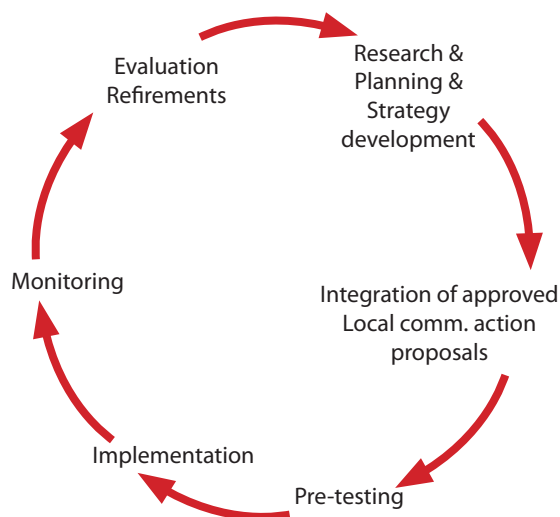 Evaluation
Refirements
Research &
Planning &
Strategy
development
Integration of approved
Local comm. action
proposals
Pre-testing
Implementation
Monitoring